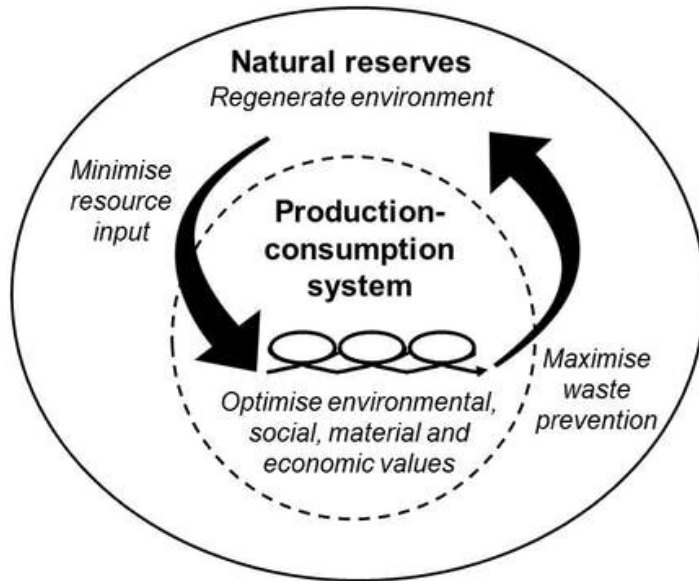 Natural reserves
Regenerate environment
Minimise
resource
input
Production-
consumption
system
Optimise environmental,
social, material and
economic values
Maximise
waste
prevention